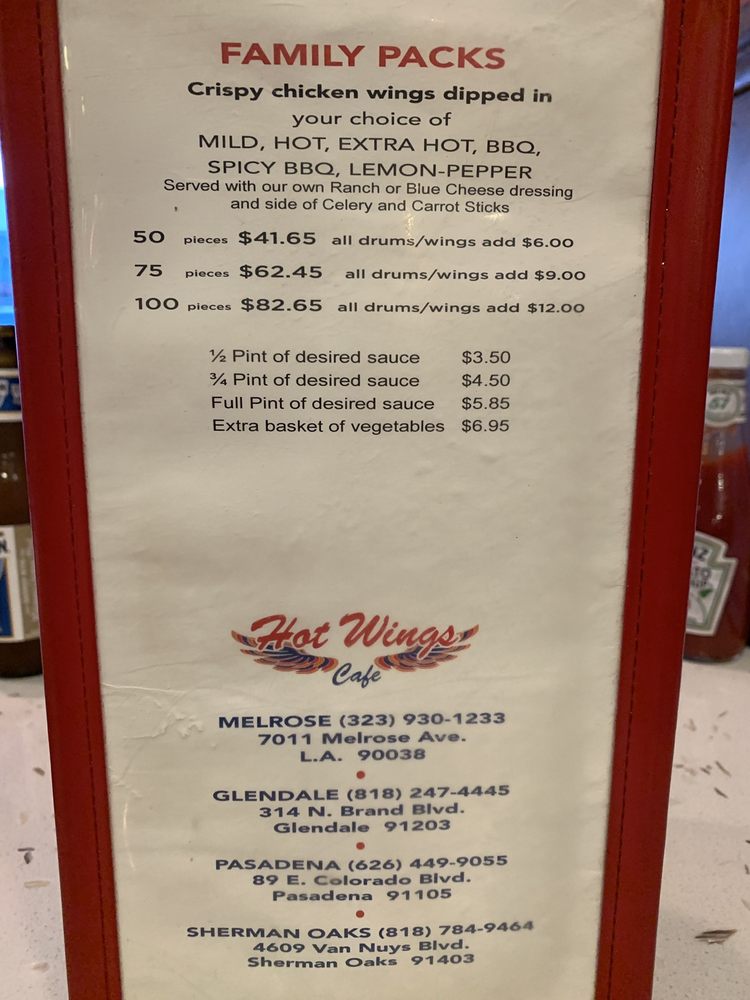 FAMILY PACKS
Crispy chicken wings dipped in
your choice of
MILD, HOT, EXTRA HOT, BBQ,
SPICY BBQ, LEMON-PEPPER
Served with our own Ranch or Blue Cheese dressing
and side of Celery and Carrot Sticks
50 pieces $41.65 all drums/wings add $6.00
75 pieces $62.45 all drums/wings add $9.00
100 pieces $82.65 all drums/wings add $12.00
½ Pint of desired sauce $3.50
¾ Pint of desired sauce $4.50
Full Pint of desired sauce $5.85
Extra basket of vegetables $6.95
Hot Wings
Cafe
MELROSE (323) 930-1233
7011 Melrose Ave.
L.A. 90038
GLENDALE (818) 247-4445
314 N. Brand Blvd.
Glendale 91203
PASADENA (626) 449-9055
89 E. Colorado Blvd.
Pasadena 91105
SHERMAN OAKS (818) 784-9464
4609 Van Nuys Blvd.
Sherman Oaks 91403
57